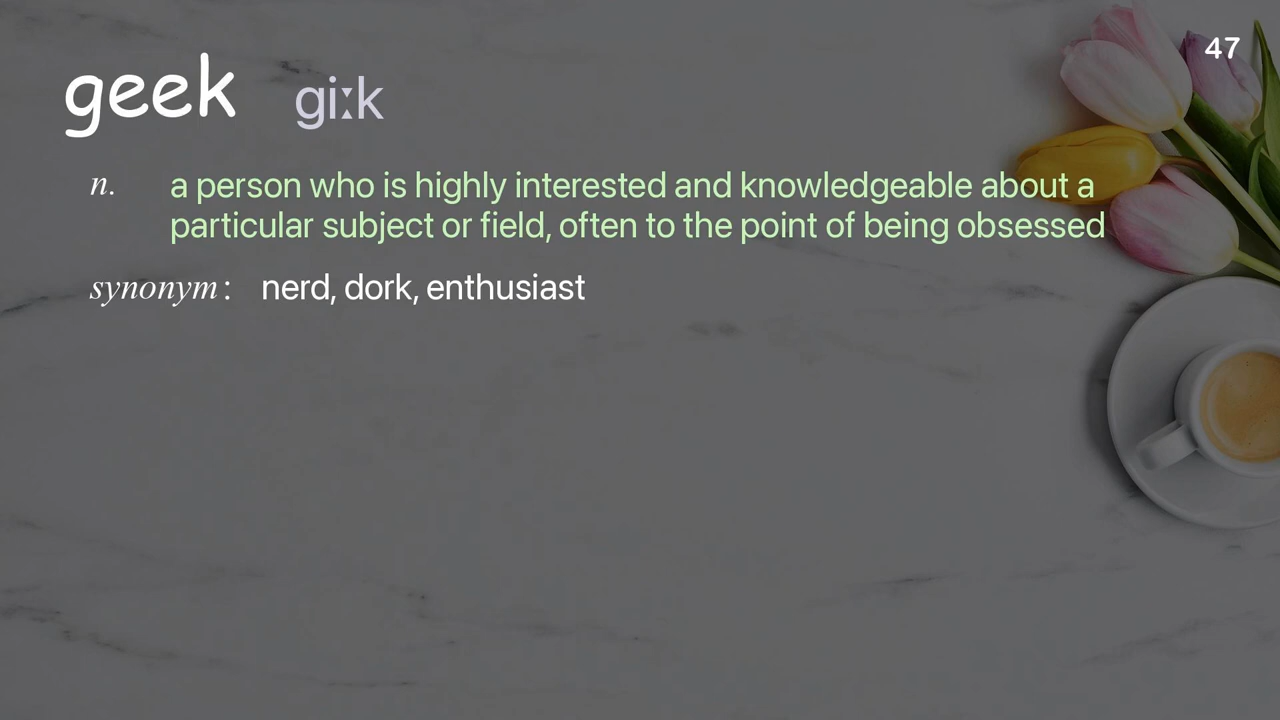 47
geek giːk
n. a person who is highly interested and knowledgeable about a
particular subject or field, often to the point of being obsessed
synonym: nerd, dork, enthusiast